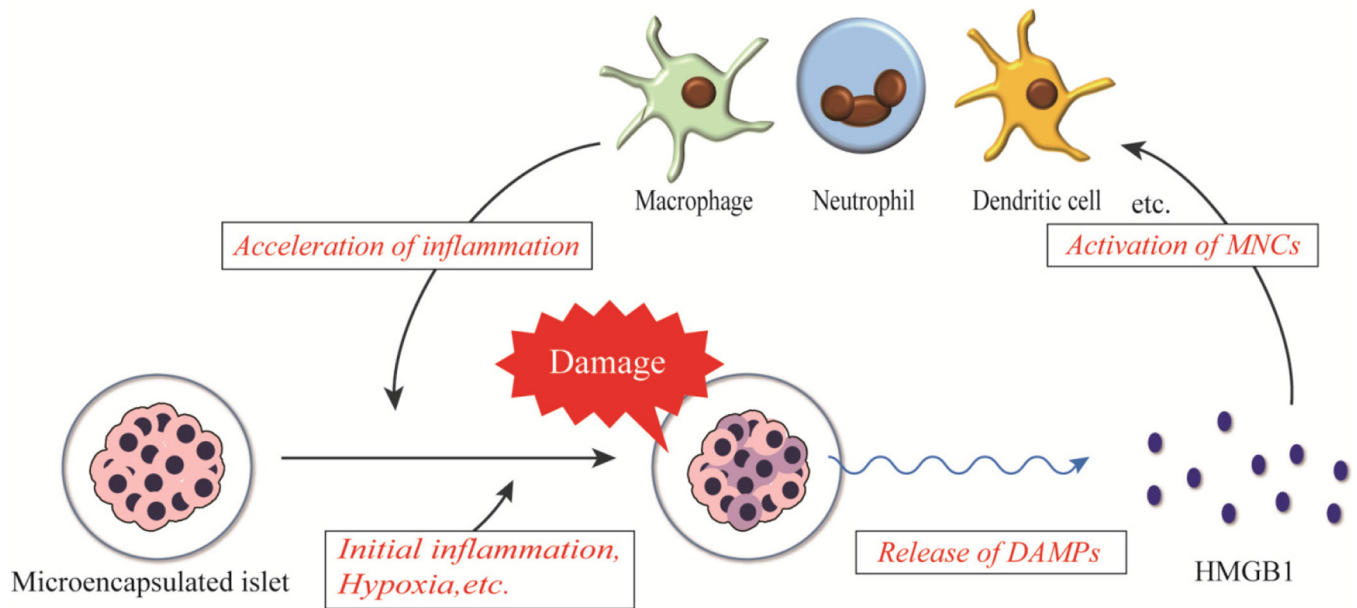 Macrophage
Neutrophil
Dendritic cell
etc.
Acceleration of inflammation
Activation of MNCs
Damage
Initial inflammation,
Hypoxia,etc.
Release of DAMPs
Microencapsulated islet
HMGB1